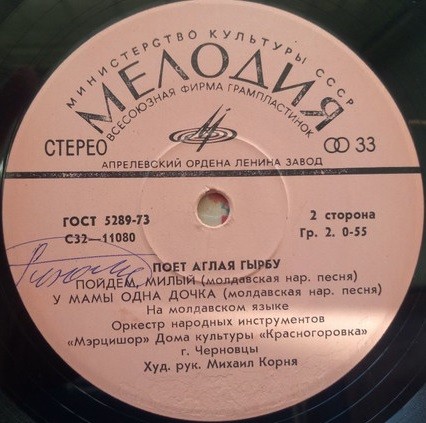 МИНИСТЕРСТВО КУЛЬТУРЫ СССР
МЕЛОДИЯ
ВСЕСОЮЗНАЯ ФИРМА ГРАМПЛАСТИНОК
СТЕРЕО 33
АПРЕЛЕВСКИЙ ОРДЕНА ЛЕНИНА ЗАВОД
ГОСТ 5289-73 2 сторона
С32—11080 Гр. 2. 0-55
ПОЕТ АГЛАЯ ГЫРБУ
ПОЙДЕМ, МИЛЫЙ (молдавская нар. песня)
У МАМЫ ОДНА ДОЧКА (молдавская нар. песня)
На молдавском языке
Оркестр народных инструментов
«Мэрцишор» Дома культуры «Красногоровка»
г. Черновцы
Худ. рук. Михаил Корня